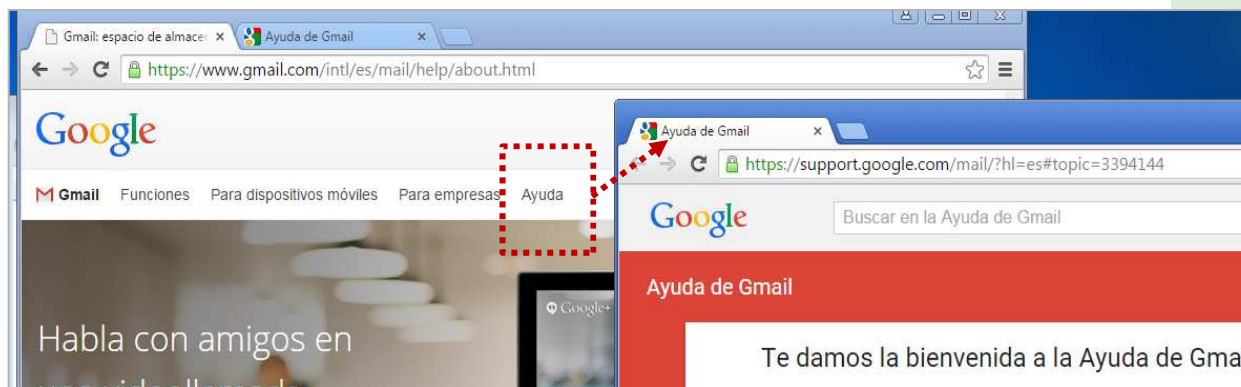 Gmail: espacio de almace
Ayuda de Gmail
https://www.gmail.com/intl/es/mail/help/about.html
Google
Gmail Funciones Para dispositivos móviles Para empresas Ayuda
Google+
Habla con amigos en
Ayuda de Gmail
https://support.google.com/mail/?hl=es#topic=3394144
Google
Buscar en la Ayuda de Gmail
Ayuda de Gmail
Te damos la bienvenida a la Ayuda de Gma